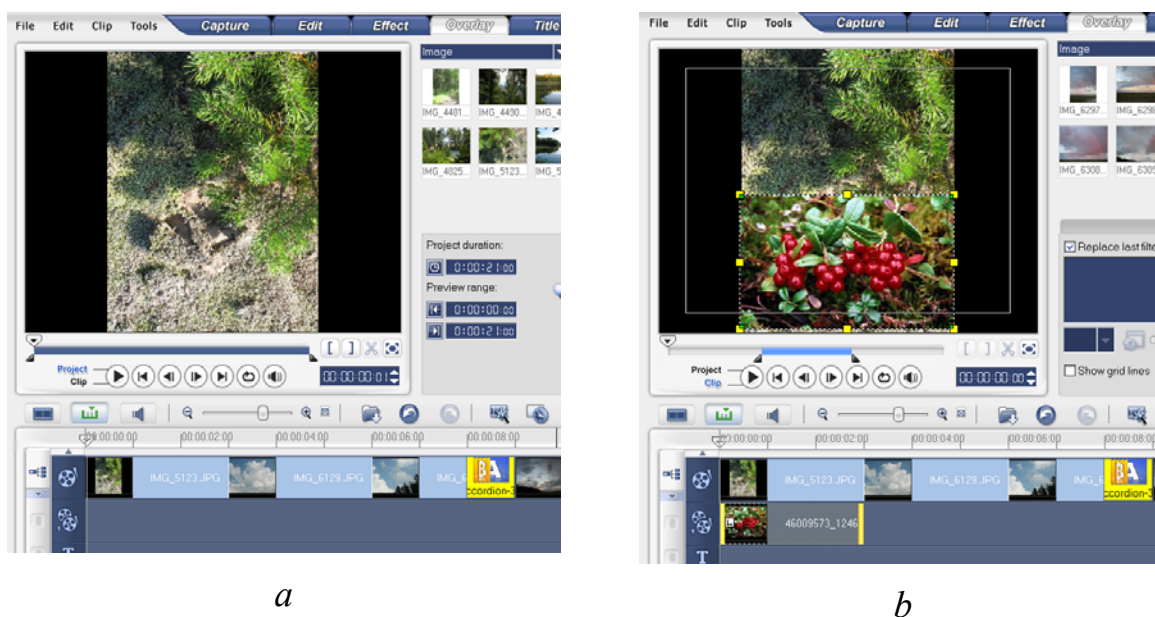 File Edit Clip Tools Capture Edit Effect Overlay Title
Image
IMG_4481... IMG_4490...
IMG_4825... IMG_5123...
Project duration:
0:00:21:00
Preview range:
0:00:00:00
0:00:21:00
Project
Clip
00:00:00:01
00:00:00:00 00:00:02:00 00:00:04:00 00:00:06:00 00:00:08:00
IMG_5123.JPG IMG_6129.JPG IMG_6 B A
ccordion-3
T
a
File Edit Clip Tools Capture Edit Effect Overlay
Image
IMG_6297... IMG_6298
IMG_6308... IMG_6309
Replace last filte
Show grid lines
Project
Clip
00:00:00:00
00:00:00:00 00:00:02:00 00:00:04:00 00:00:06:00 00:00:08:0
IMG_5123.JPG IMG_6129.JPG IMG_6 B A
ccordion-3
46009573_1246
T
b